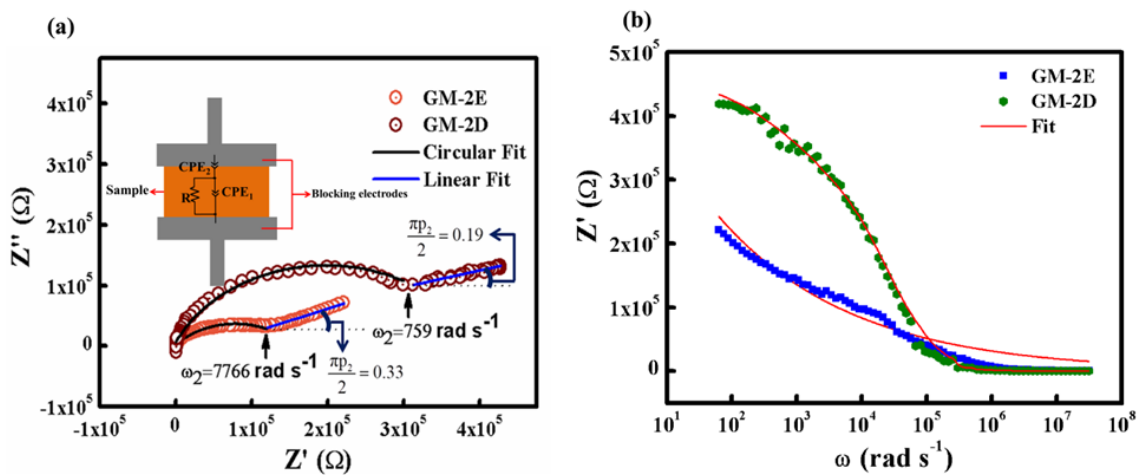 (a)
4x10⁵
3x10⁵
2x10⁵
1x10⁵
0
-1x10⁵
Z'' (Ω)
-1x10⁵ 0 1x10⁵ 2x10⁵ 3x10⁵ 4x10⁵
Z' (Ω)
GM-2E
GM-2D
Circular Fit
Linear Fit
CPE₂
Sample
R
CPE₁
Blocking electrodes
πp₂/2 = 0.19
ω₂=759 rad s⁻¹
ω₂=7766 rad s⁻¹
πp₂/2 = 0.33
(b)
5x10⁵
4x10⁵
3x10⁵
2x10⁵
1x10⁵
0
Z' (Ω)
10¹ 10² 10³ 10⁴ 10⁵ 10⁶ 10⁷ 10⁸
ω (rad s⁻¹)
GM-2E
GM-2D
Fit